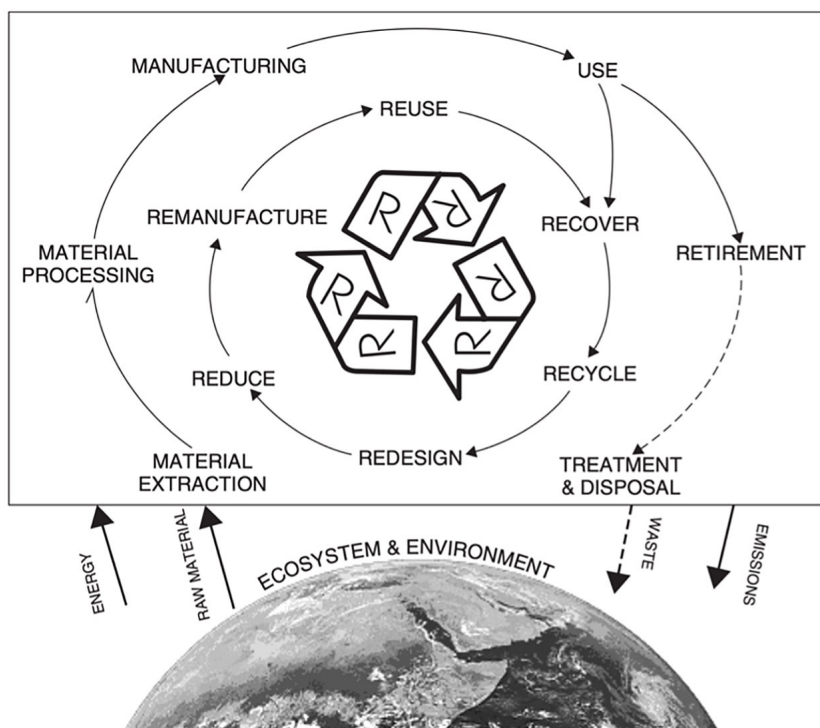 MANUFACTURING
USE
REUSE
REMANUFACTURE
RECOVER
MATERIAL
PROCESSING
RETIREMENT
REDUCE
RECYCLE
REDESIGN
MATERIAL
EXTRACTION
TREATMENT
& DISPOSAL
R
R
R
R
R
R
ENERGY
RAW MATERIAL
ECOSYSTEM & ENVIRONMENT
WASTE
EMISSIONS